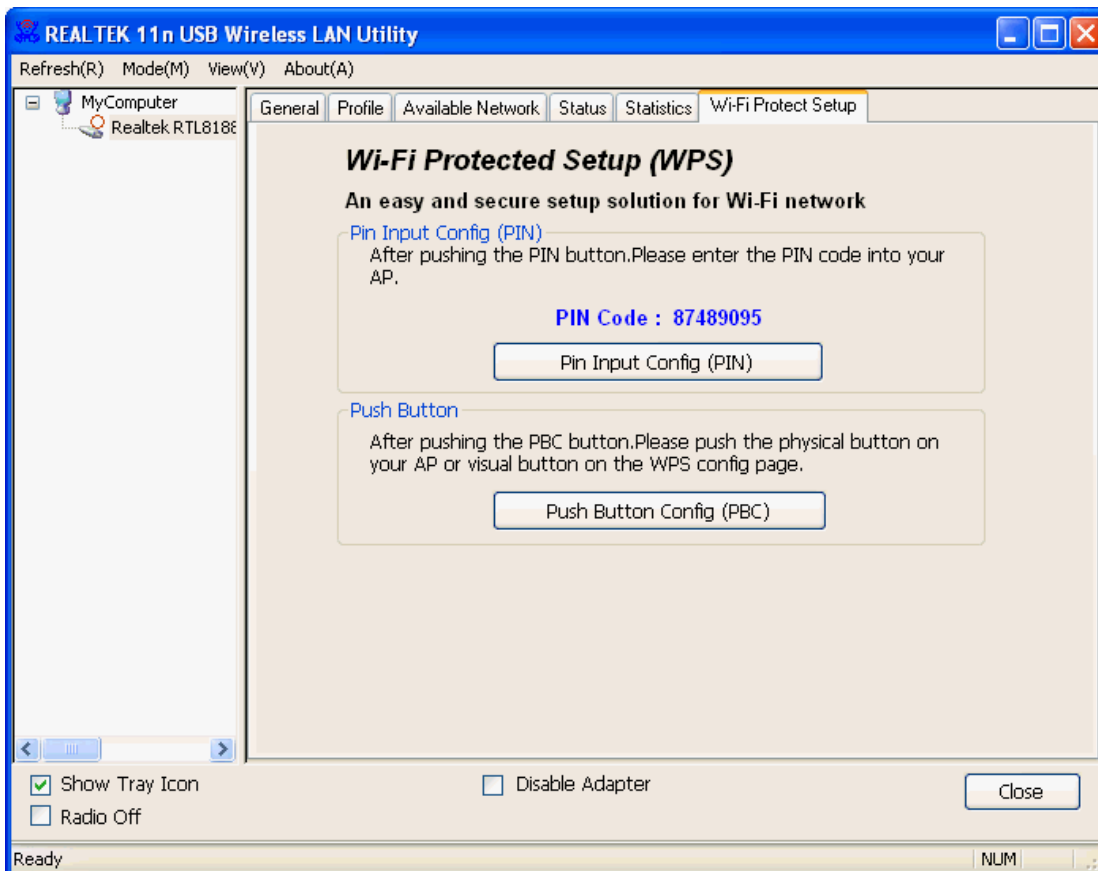 REALTEK 11n USB Wireless LAN Utility
Refresh(R) Mode(M) View(V) About(A)
MyComputer
Realtek RTL8188
General Profile Available Network Status Statistics Wi-Fi Protect Setup
Wi-Fi Protected Setup (WPS)
An easy and secure setup solution for Wi-Fi network
Pin Input Config (PIN)
After pushing the PIN button.Please enter the PIN code into your
AP.
PIN Code : 87489095
Pin Input Config (PIN)
Push Button
After pushing the PBC button.Please push the physical button on
your AP or visual button on the WPS config page.
Push Button Config (PBC)
Show Tray Icon
Disable Adapter
Close
Radio Off
Ready
NUM